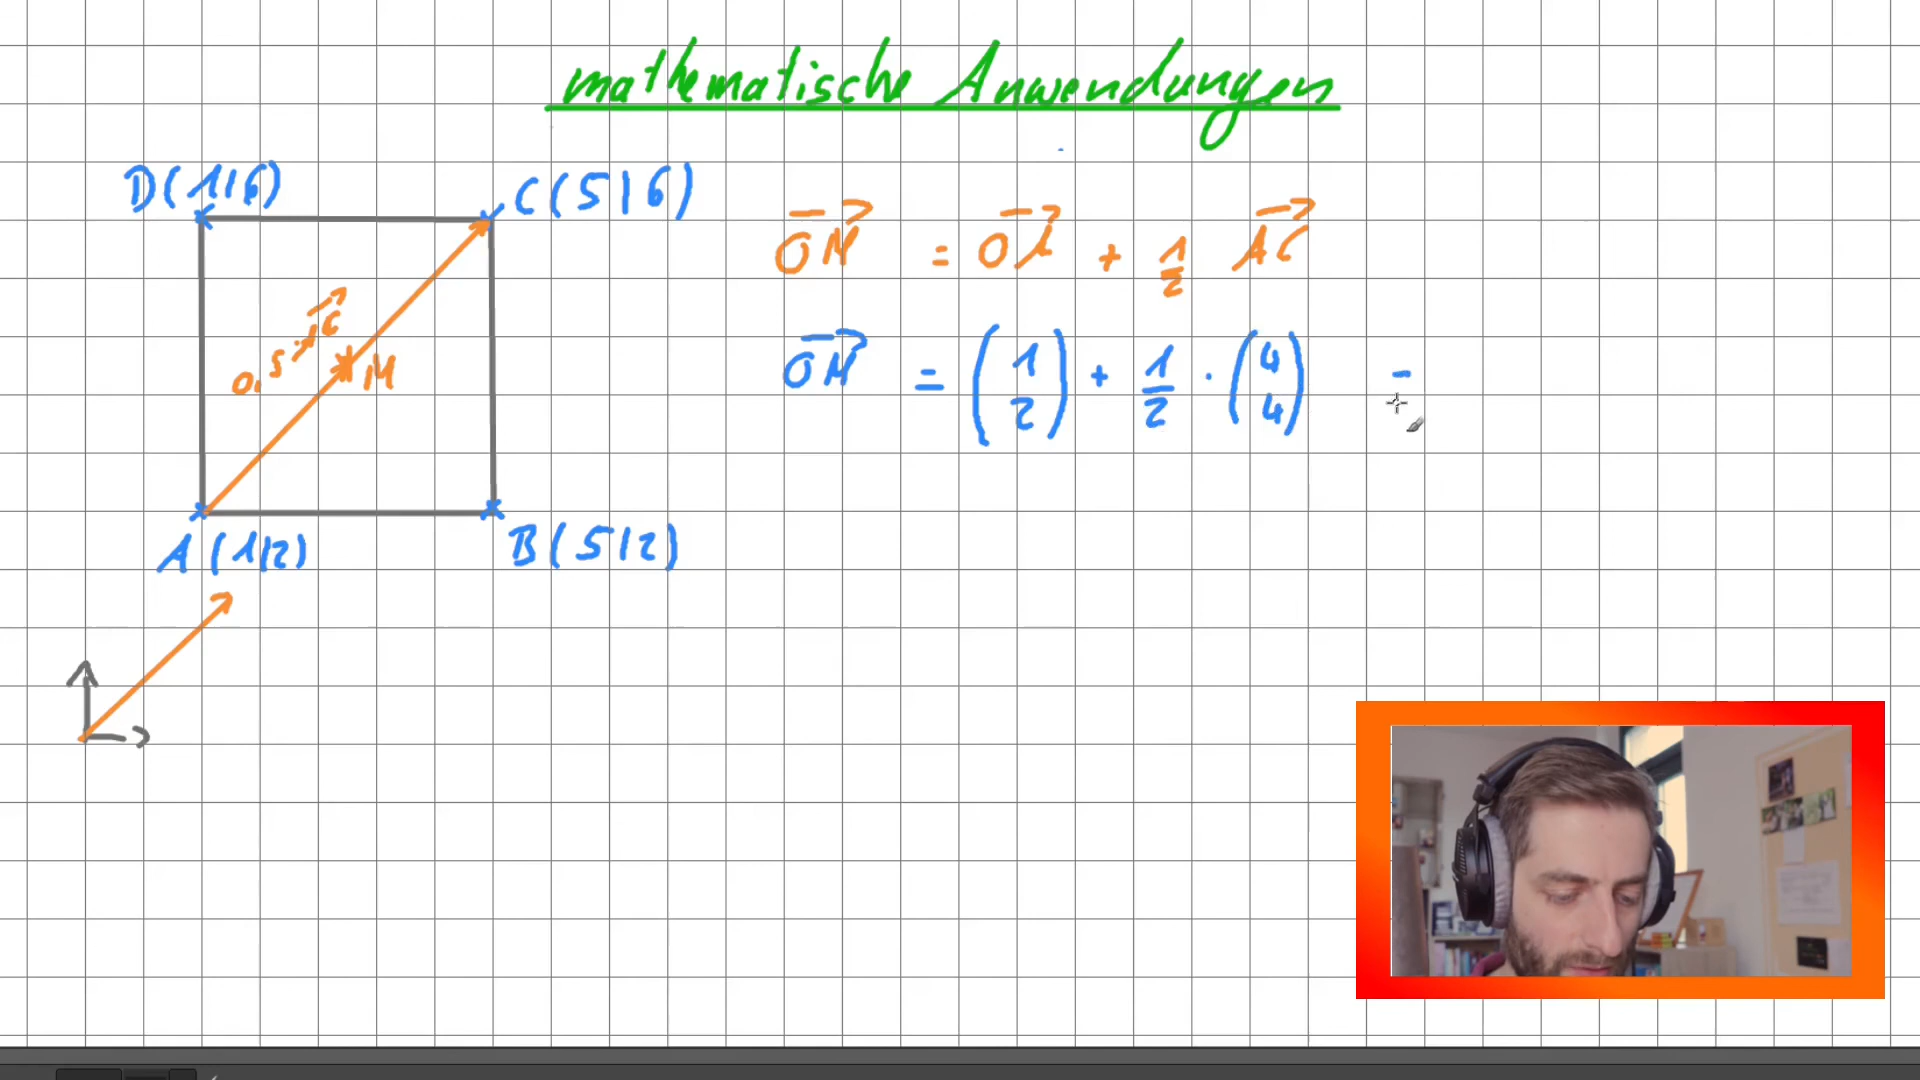 mathematische Anwendungen
D(1|6)
C(5|6)
0,5·AC
M
A(1|2)
B(5|2)
OM = OA + 1/2 AC
OM = (1 2) + 1/2 · (4 4) -